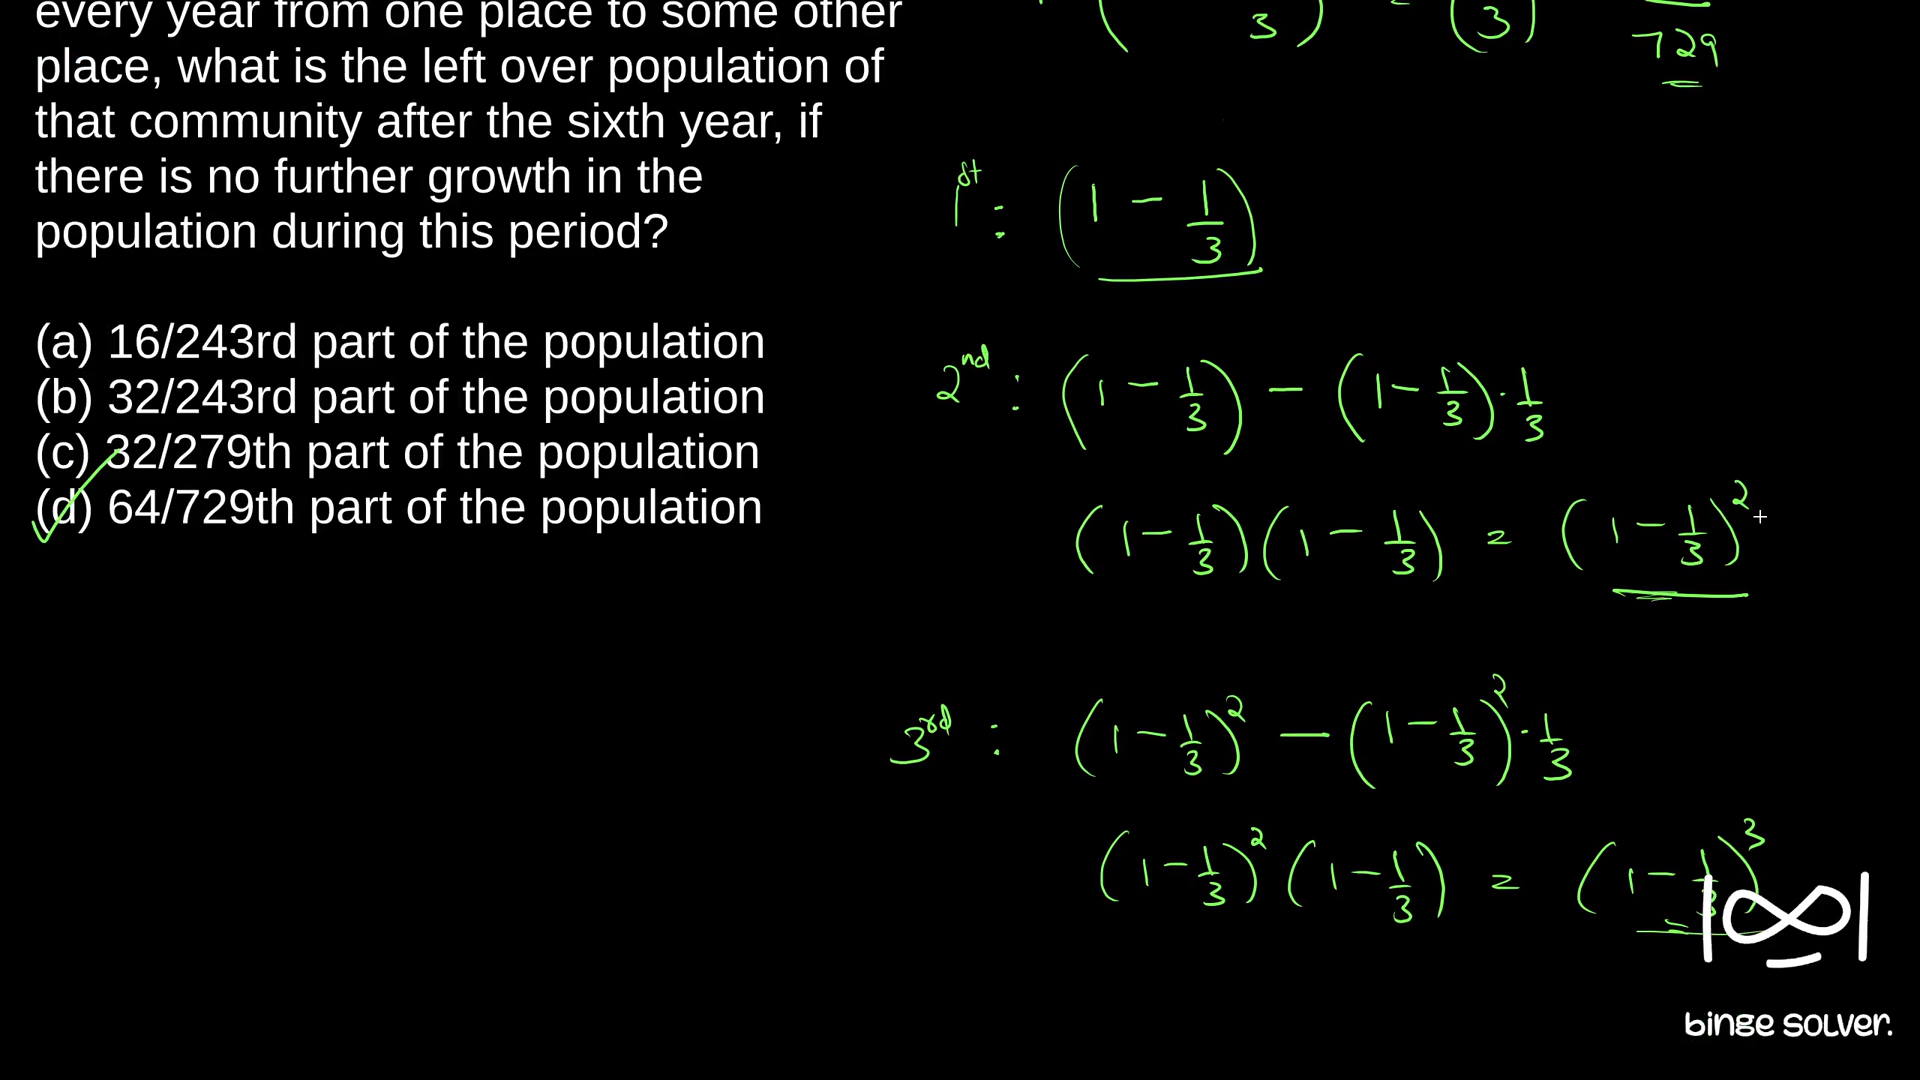 every year from one place to some other
place, what is the left over population of
that community after the sixth year, if
there is no further growth in the
population during this period?
(a) 16/243rd part of the population
(b) 32/243rd part of the population
(c) 32/279th part of the population
(d) 64/729th part of the population
3 ) = (3) 729
1st : (1 - 1/3)
2nd : (1 - 1/3) - (1 - 1/3) · 1/3
(1 - 1/3)(1 - 1/3) = (1 - 1/3)²
3rd : (1 - 1/3)² - (1 - 1/3)² · 1/3
(1 - 1/3)² (1 - 1/3) = (1 - 1/3)³
binge solver.